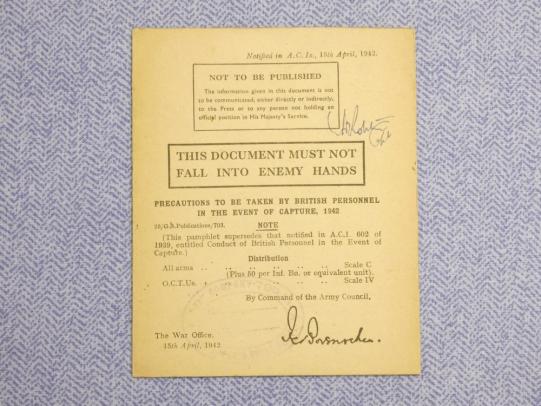 Notified in A.C.Is., 15th April, 1942.
NOT TO BE PUBLISHED
The information given in this document is not
to be communicated, either directly or indirectly,
to the Press or to any person not holding an
official position in His Majesty's Service.
THIS DOCUMENT MUST NOT
FALL INTO ENEMY HANDS
PRECAUTIONS TO BE TAKEN BY BRITISH PERSONNEL
IN THE EVENT OF CAPTURE, 1942
Publications/703.
NOTE
(This pamphlet supersedes that notified in A.C.I. 602 of
1939, entitled Conduct of British Personnel in the Event of
Capture.)
Distribution
All arms .. .. .. .. .. .. Scale C
(Plus 50 per Inf. Bn. or equivalent unit).
O.C.T.Us. .. .. .. .. .. Scale IV
By Command of the Army Council,
The War Office,
15th April, 1942